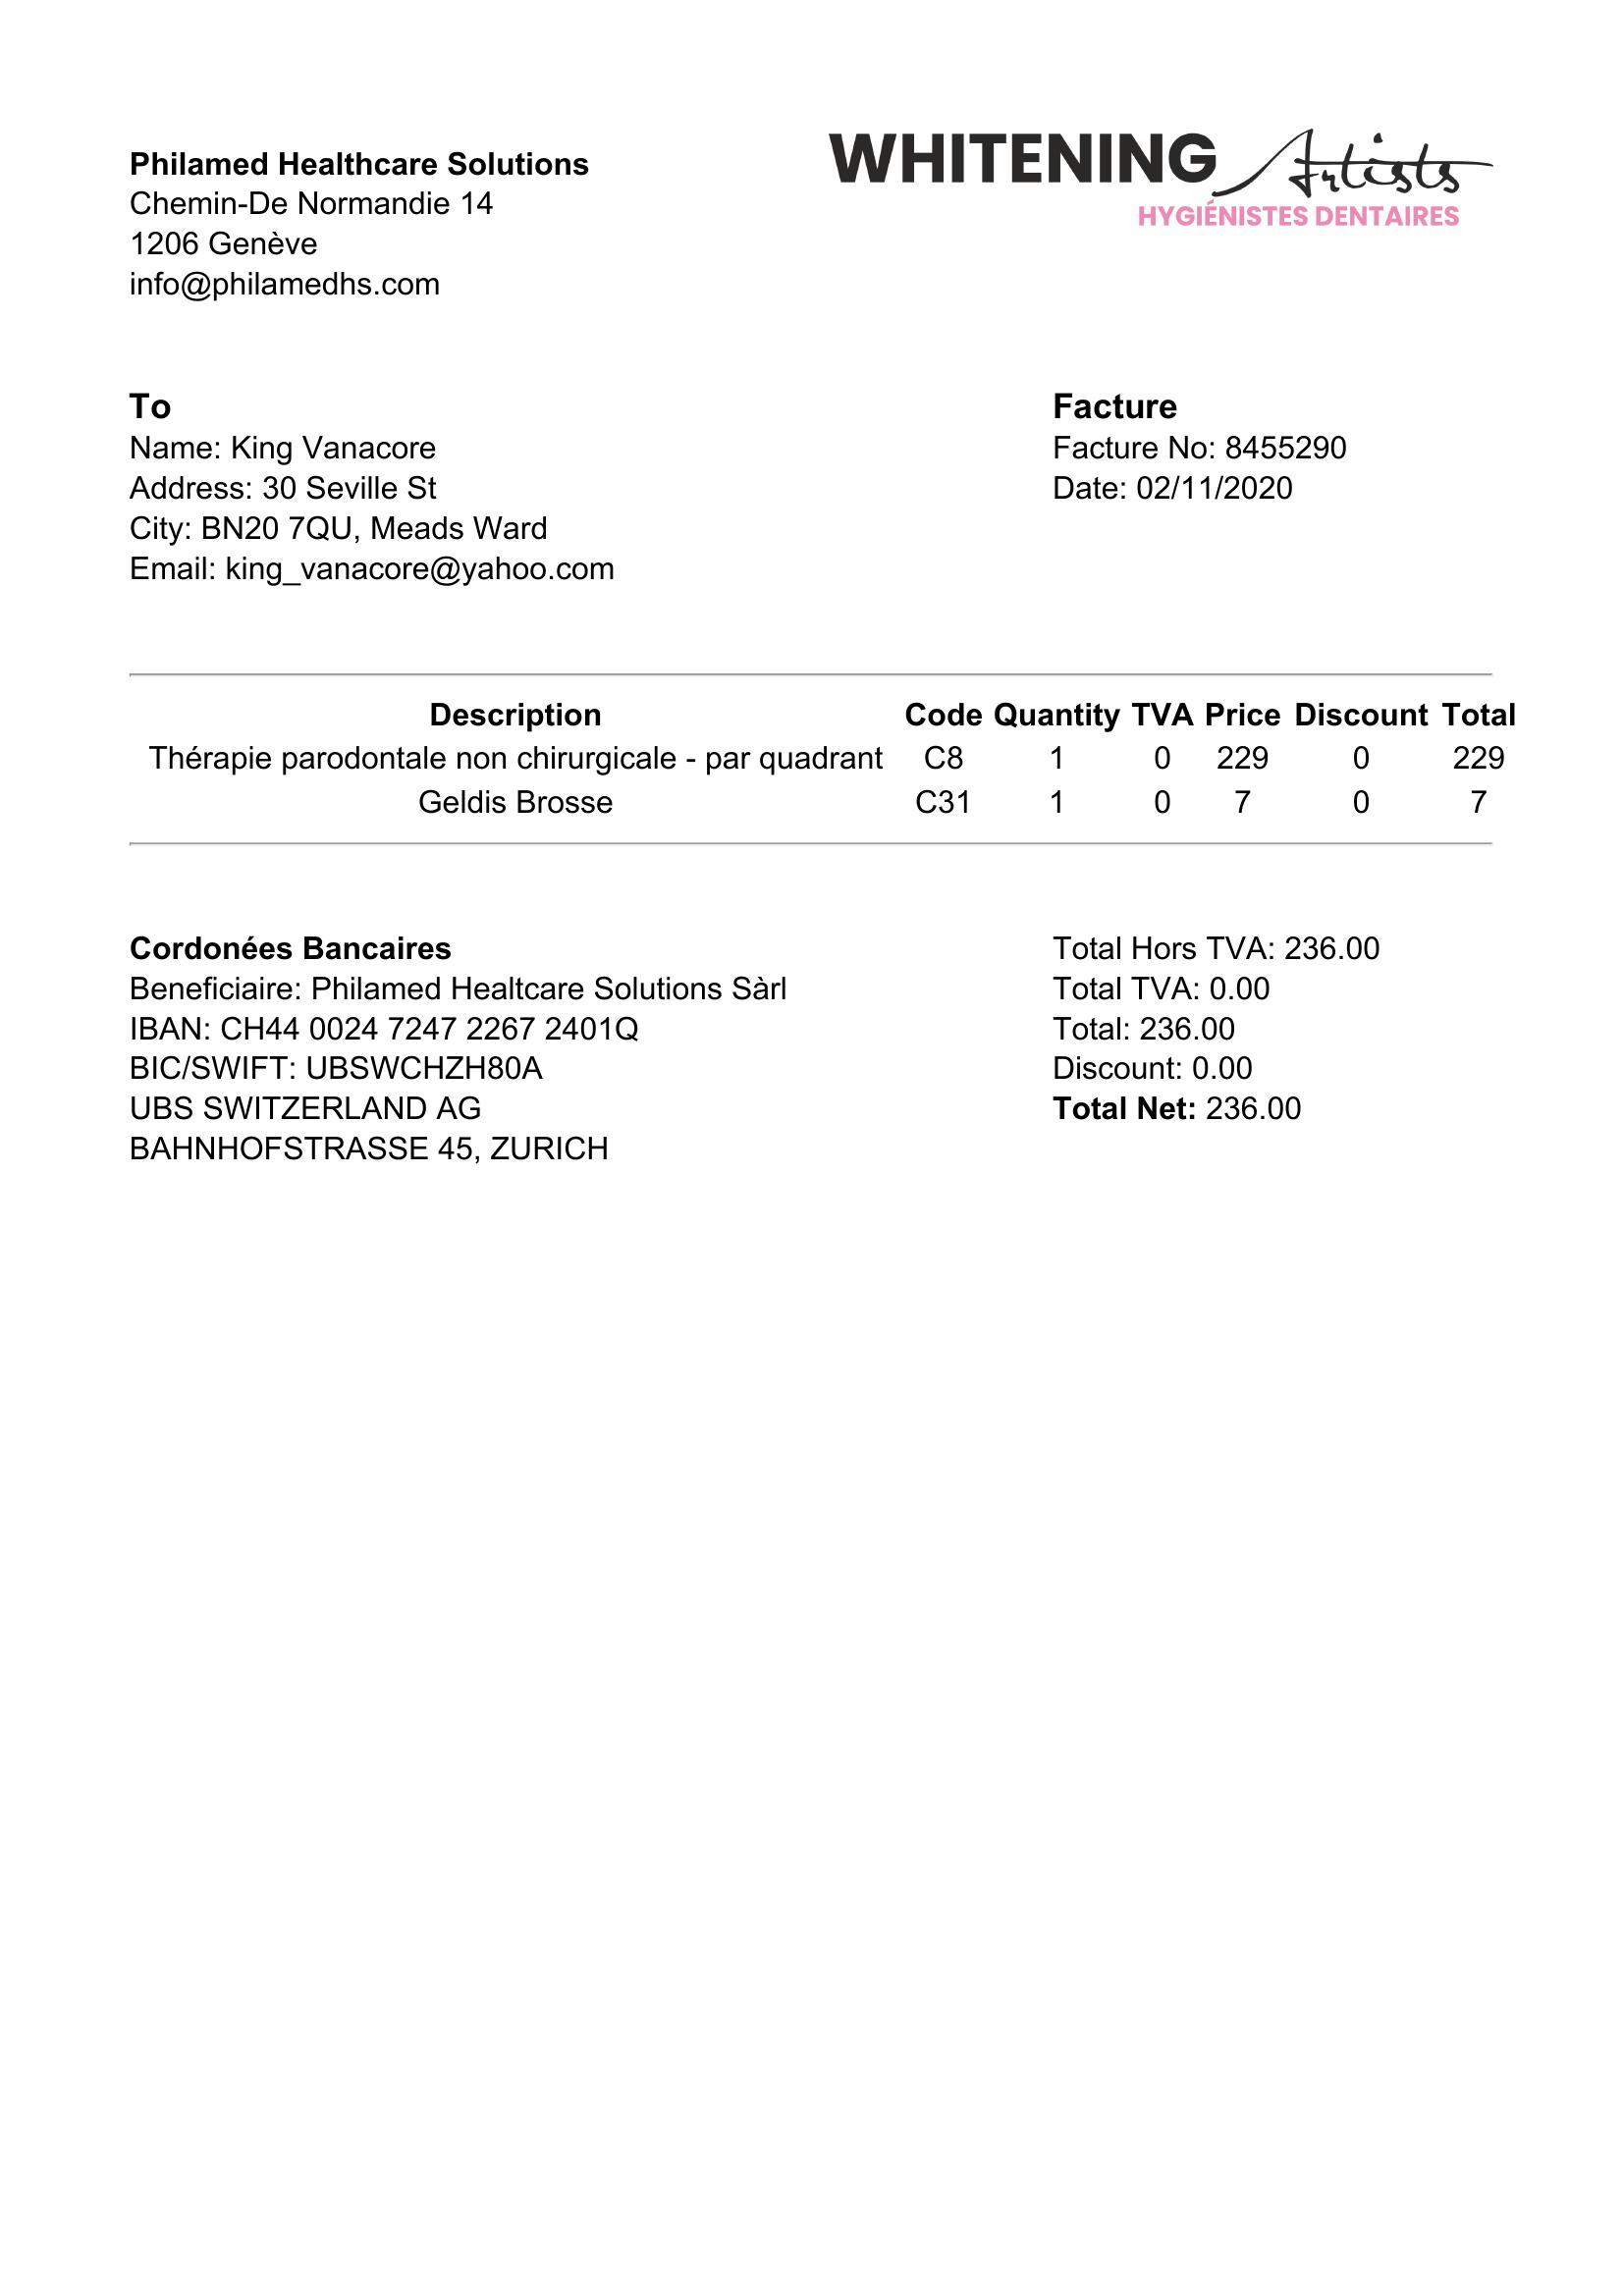 Philamed Healthcare Solutions
Chemin-De Normandie 14
1206 Genève
info@philamedhs.com
WHITENING Artists
HYGIÉNISTES DENTAIRES
To
Name: King Vanacore
Address: 30 Seville St
City: BN20 7QU, Meads Ward
Email: king_vanacore@yahoo.com
Facture
Facture No: 8455290
Date: 02/11/2020
Description Code Quantity TVA Price Discount Total
Thérapie parodontale non chirurgicale - par quadrant C8 1 0 229 0 229
Geldis Brosse C31 1 0 7 0 7
Cordonées Bancaires
Beneficiaire: Philamed Healtcare Solutions Sàrl
IBAN: CH44 0024 7247 2267 2401Q
BIC/SWIFT: UBSWCHZH80A
UBS SWITZERLAND AG
BAHNHOFSTRASSE 45, ZURICH
Total Hors TVA: 236.00
Total TVA: 0.00
Total: 236.00
Discount: 0.00
Total Net: 236.00